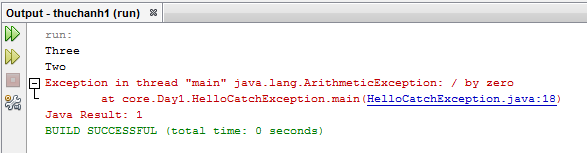 Output - thuchanh1 (run)
run:
Three
Two
Exception in thread "main" java.lang.ArithmeticException: / by zero
at core.Day1.HelloCatchException.main(HelloCatchException.java:18)
Java Result: 1
BUILD SUCCESSFUL (total time: 0 seconds)